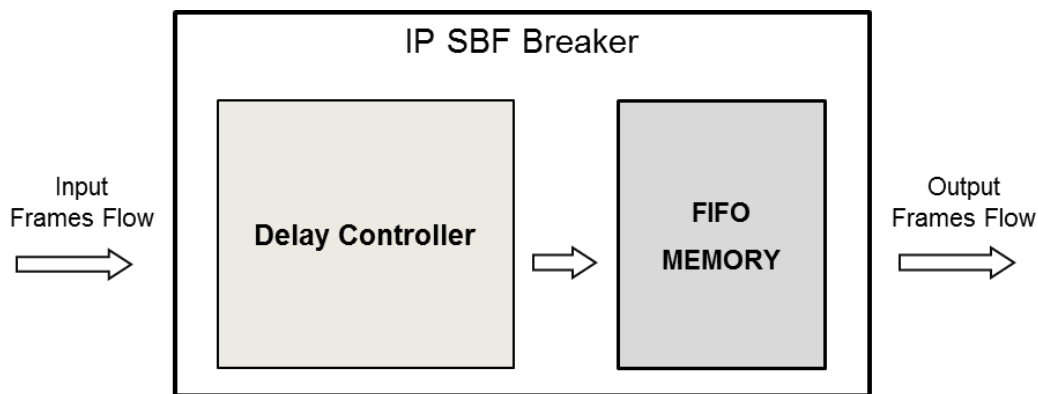 IP SBF Breaker
Input
Frames Flow
Delay Controller
FIFO
MEMORY
Output
Frames Flow